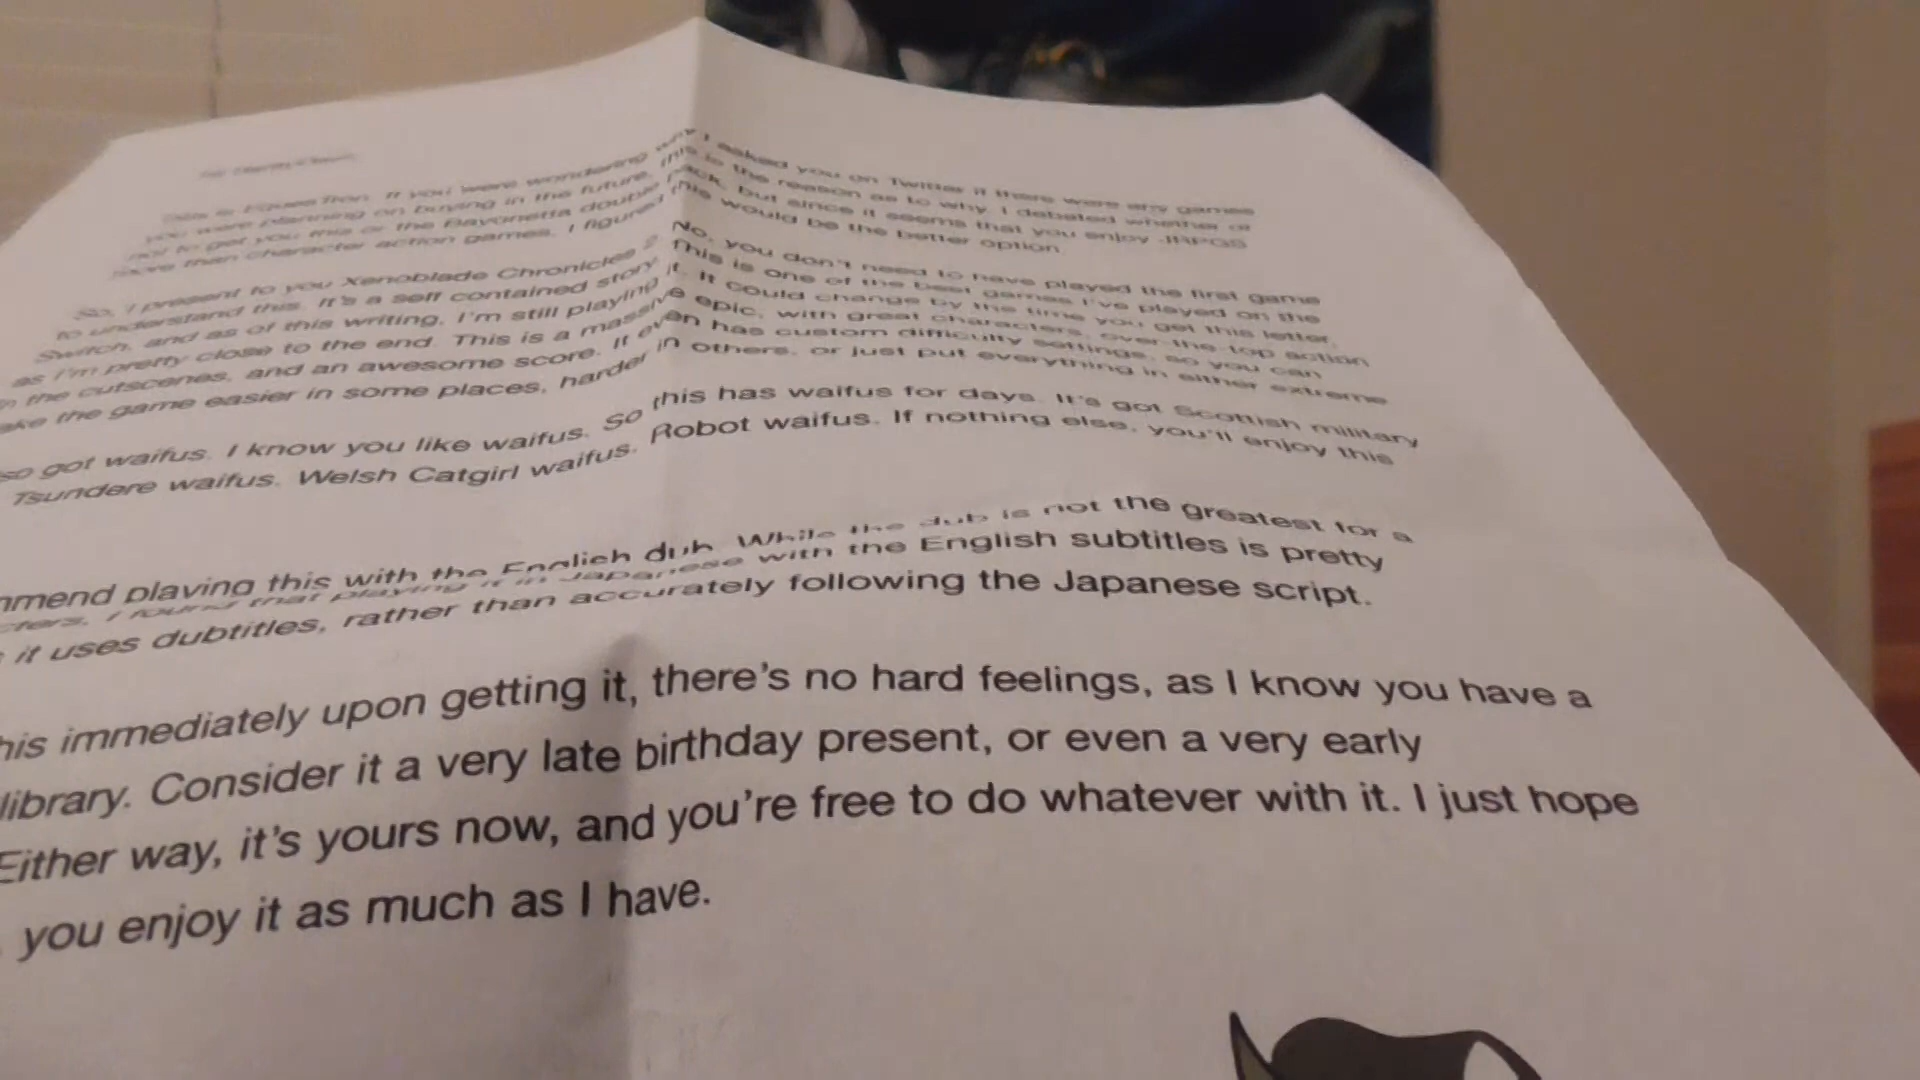 If you were wondering why I asked you on Twitter if there were any games
you were planning on buying in the future, this is the reason as to why. I debated whether or
not to get you this or the Bayonetta double pack, but since it seems that you enjoy JRPGS
more than character action games, I figured this would be the better option.
So, I present to you Xenoblade Chronicles 2. No, you don't need to have played the first game
to understand this. It's a self contained story. This is one of the best games I've played on the
Switch, and as of this writing, I'm still playing it. It could change by the time you get this letter,
as I'm pretty close to the end. This is a massive epic, with great characters, over-the-top action
in the cutscenes, and an awesome score. It even has custom difficulty settings, so you can
ake the game easier in some places, harder in others, or just put everything in either extreme
so got waifus. I know you like waifus. So this has waifus for days. It's got Scottish military
Tsundere waifus. Welsh Catgirl waifus. Robot waifus. If nothing else, you'll enjoy this
mmend playing this with the English dub. While the dub is not the greatest for a
cters, I found that playing it in Japanese with the English subtitles is pretty
it uses dubtitles, rather than accurately following the Japanese script.
his immediately upon getting it, there's no hard feelings, as I know you have a
library. Consider it a very late birthday present, or even a very early
Either way, it's yours now, and you're free to do whatever with it. I just hope
you enjoy it as much as I have.